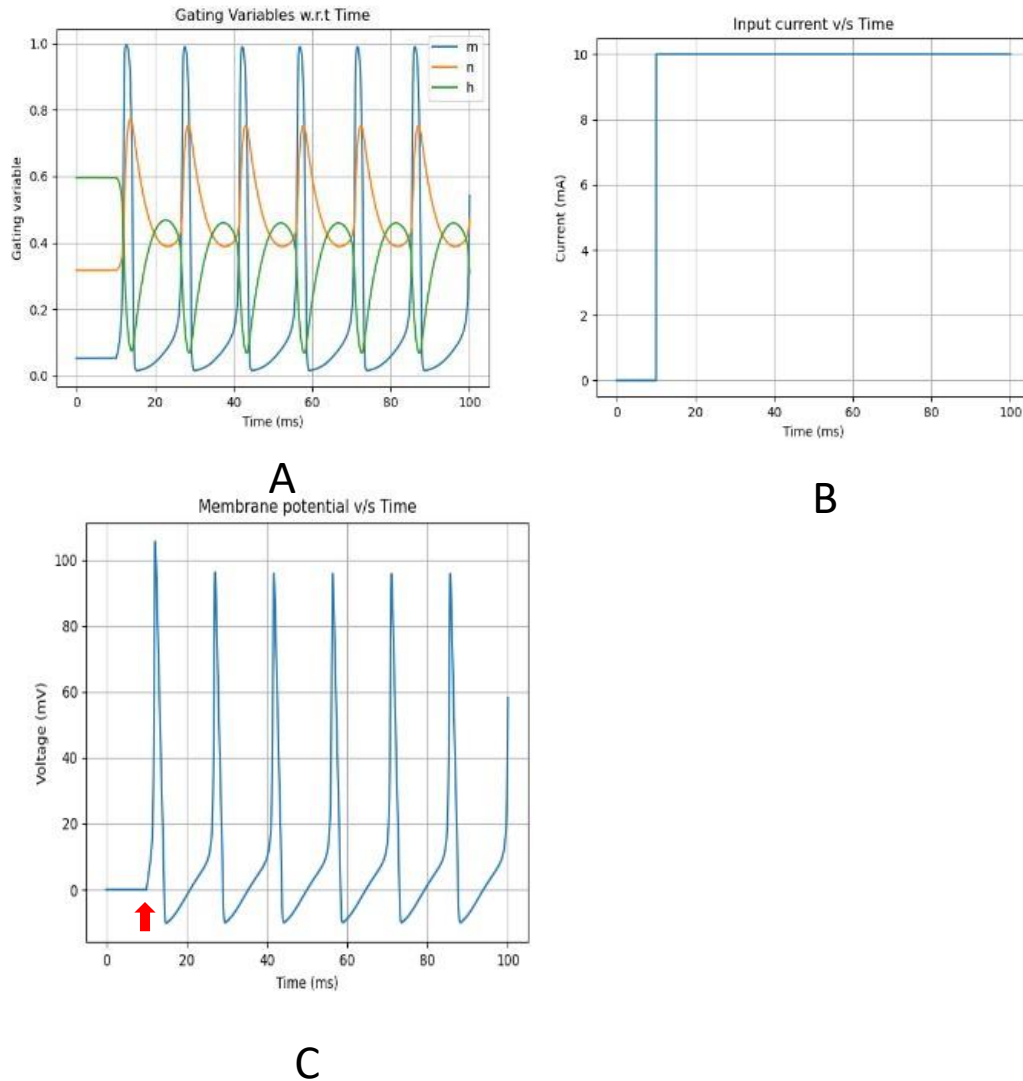 Gating Variables w.r.t Time
Gating variable
1.0
0.8
0.6
0.4
0.2
0.0
m
n
h
0 20 40 60 80 100
Time (ms)
A
Input current v/s Time
Current (mA)
10
8
6
4
2
0
0 20 40 60 80 100
Time (ms)
B
Membrane potential v/s Time
Voltage (mV)
100
80
60
40
20
0
0 20 40 60 80 100
Time (ms)
C